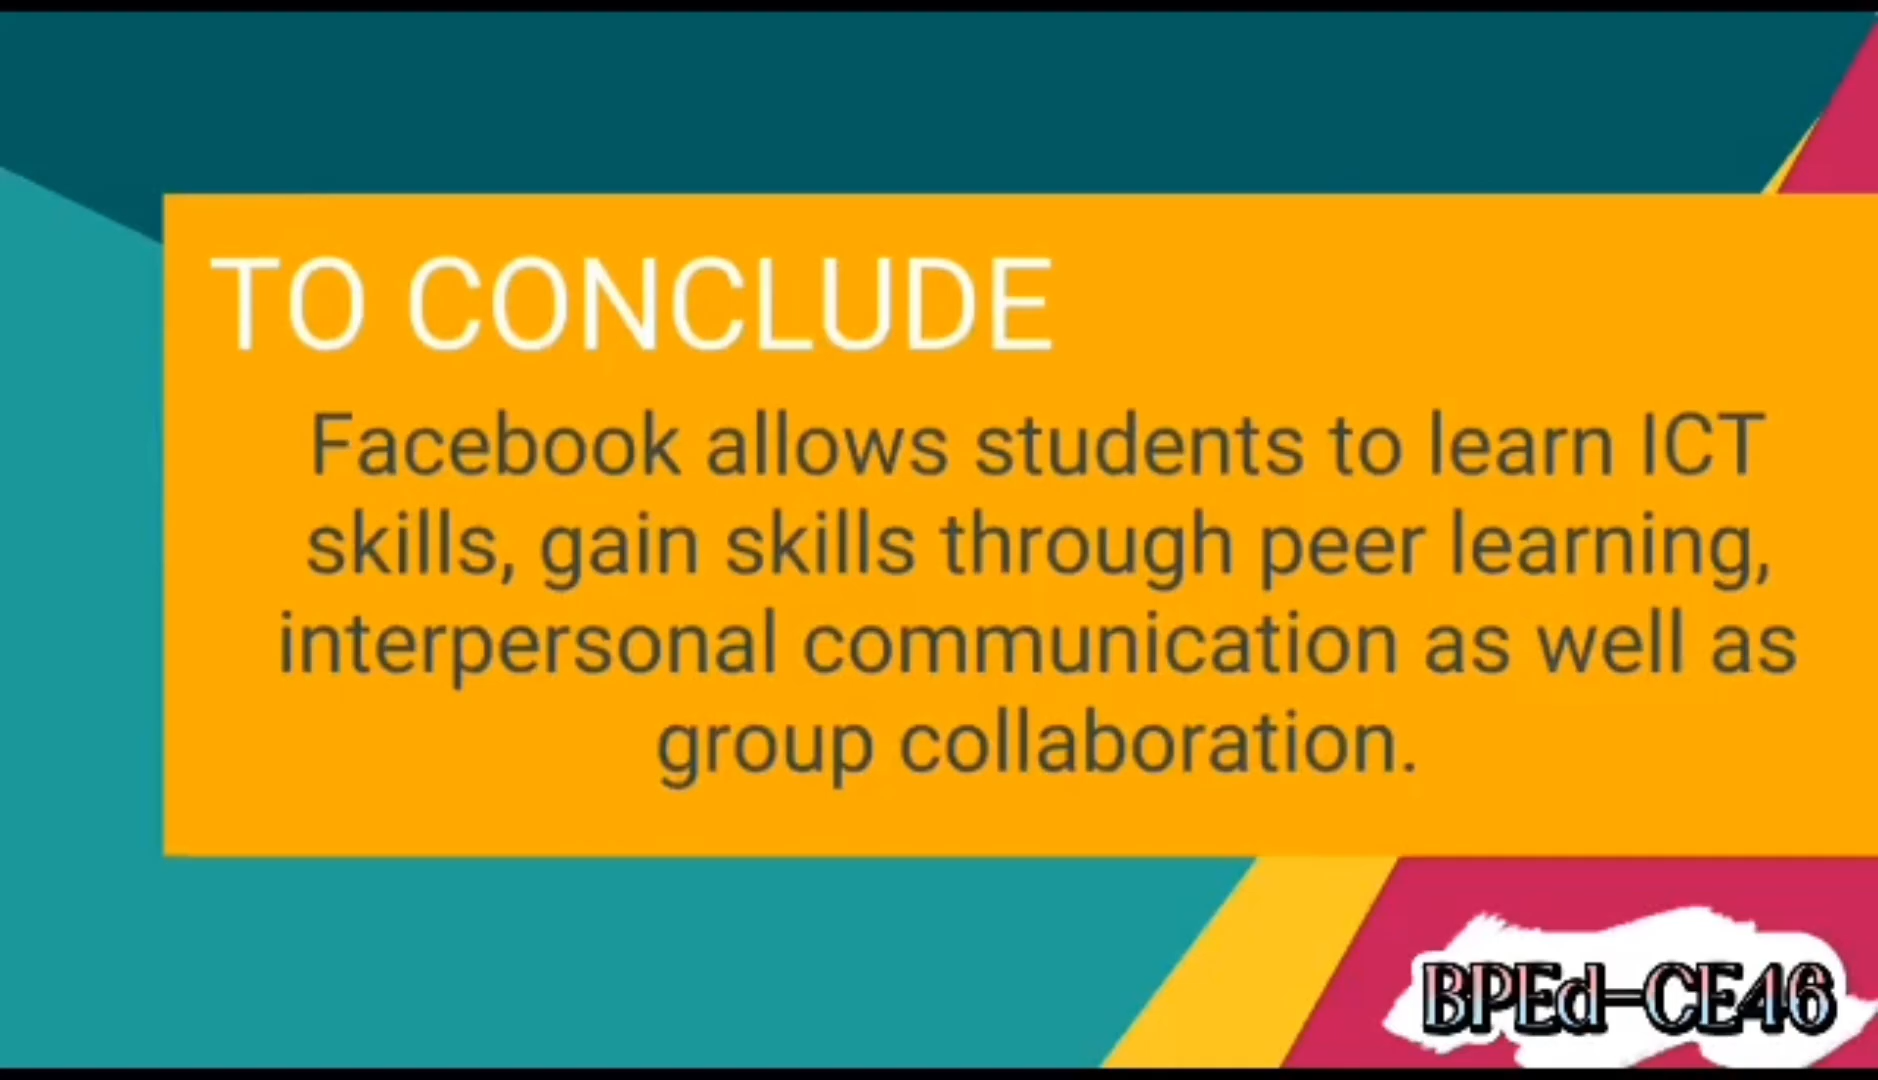 TO CONCLUDE
Facebook allows students to learn ICT
skills, gain skills through peer learning,
interpersonal communication as well as
group collaboration.
BPEd-CE46